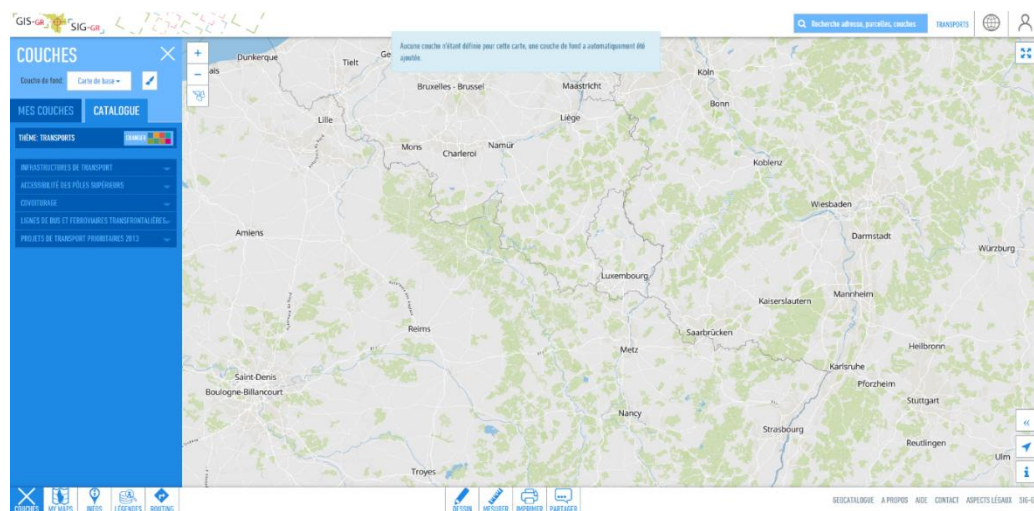 GIS-GR SIG-GR
Recherche adresse, parcelles, couches
TRANSPORTS
COUCHES
Couche de fond:
Carte de base
MES COUCHES
CATALOGUE
THÈME: TRANSPORTS
CHANGER
INFRASTRUCTURES DE TRANSPORT
ACCESSIBILITÉ DES PÔLES SUPÉRIEURS
COVOITURAGE
LIGNES DE BUS ET FERROVIAIRES TRANSFRONTALIÈRES
PROJETS DE TRANSPORT PRIORITAIRES 2013
Aucune couche n'étant définie pour cette carte, une couche de fond a automatiquement été
ajoutée.
Dunkerque
Tielt
Ge
ais
Bruxelles - Brussel
Maastricht
Köln
Bonn
Lille
Liège
Mons
Charleroi
Namur
Koblenz
Wiesbaden
Amiens
Darmstadt
Würzburg
Luxembourg
Kaiserslautern
Mannheim
Reims
Saarbrücken
Metz
Heilbronn
Karlsruhe
Saint-Denis
Boulogne-Billancourt
Pforzheim
Stuttgart
Nancy
Strasbourg
Reutlingen
Ulm
Troyes
COUCHES
MY MAPS
INFOS
LÉGENDES
ROUTING
DESSIN
MESURER
IMPRIMER
PARTAGER
GEOCATALOGUE
A PROPOS
AIDE
CONTACT
ASPECTS LÉGAUX
SIG-G